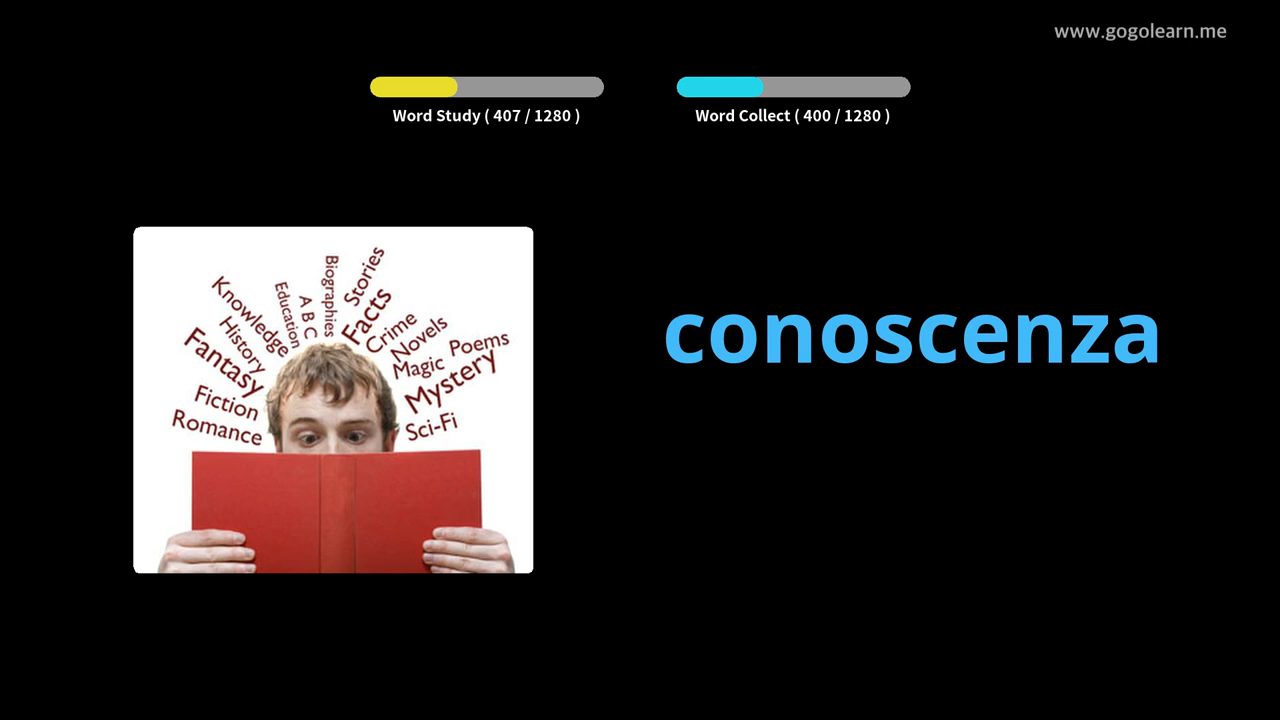 www.gogolearn.me
Word Study ( 407 / 1280 )
Word Collect ( 400 / 1280 )
conoscenza
Romance
Fiction
Fantasy
History
Knowledge
Education
A B C
Biographies
Stories
Facts
Crime
Novels
Magic
Poems
Mystery
Sci-Fi